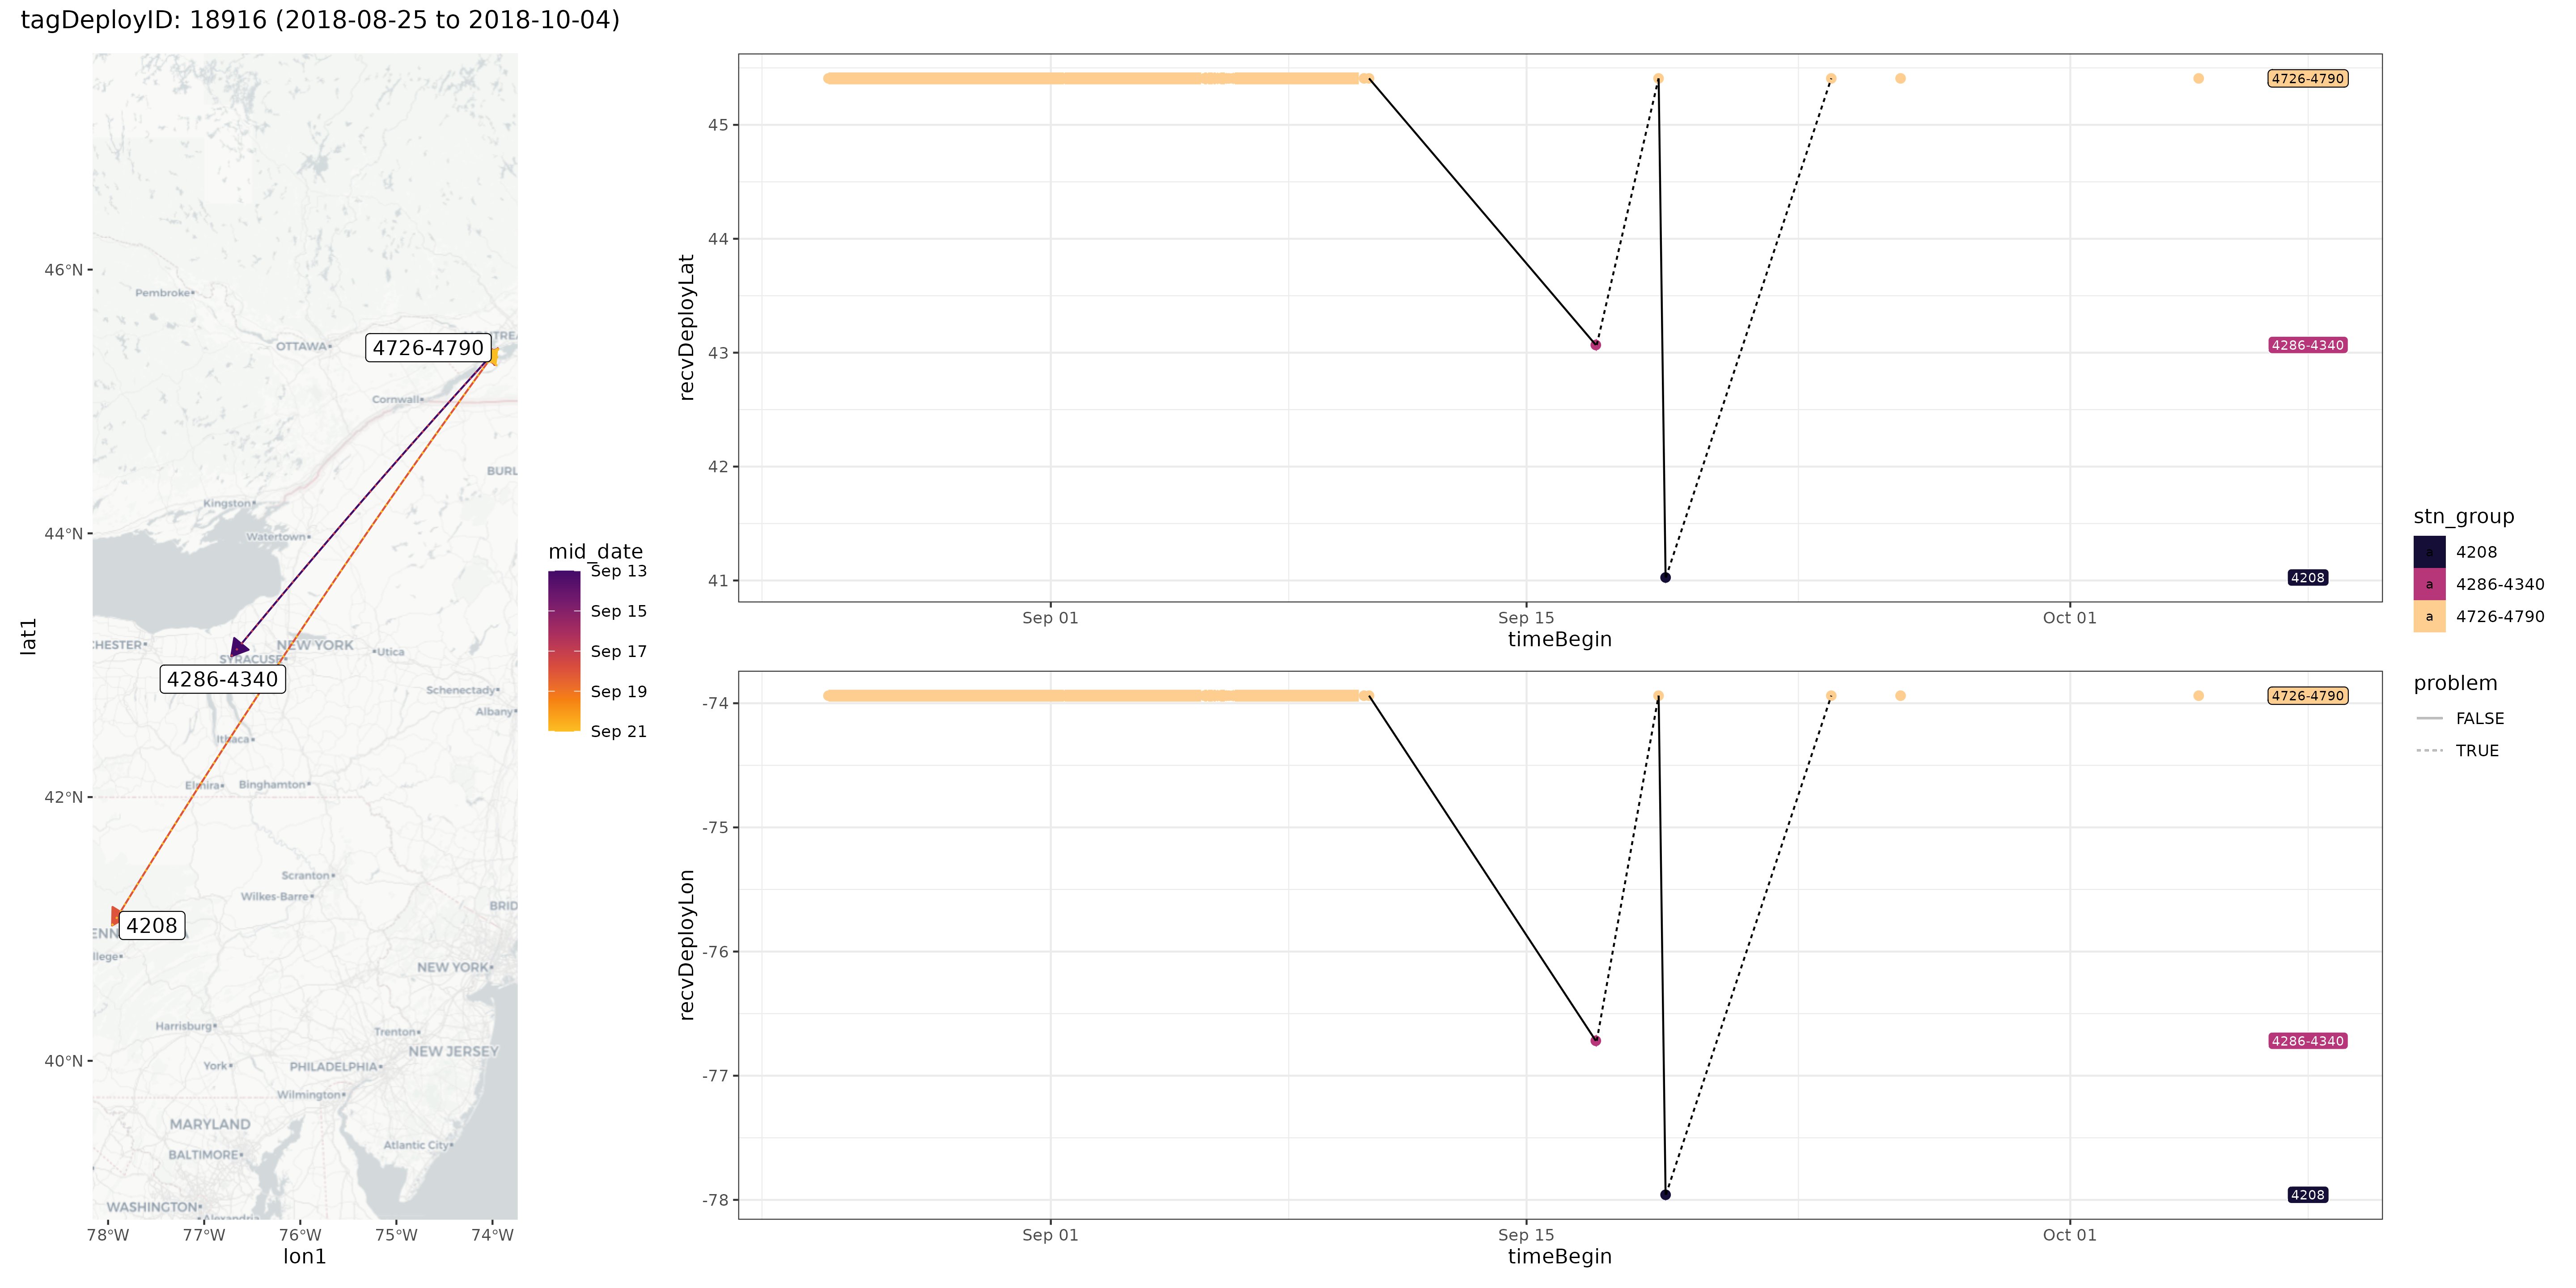 tagDeployID: 18916 (2018-08-25 to 2018-10-04)
lat1
46°N
44°N
42°N
40°N
Pembroke
OTTAWA
4726-4790
Cornwall
BURL
Kingston
Watertown
CHESTER
NEW YORK
SYRACUSE
Utica
4286-4340
Schenectady
Albany
Ithaca
Elmira
Binghamton
Scranton
Wilkes-Barre
BRID
4208
ENN
llege
NEW YORK
Harrisburg
Trenton
NEW JERSEY
York
PHILADELPHIA
Wilmington
MARYLAND
Atlantic City
BALTIMORE
WASHINGTON
Alexandria
78°W
77°W
76°W
75°W
74°W
lon1
mid_date
Sep 13
Sep 15
Sep 17
Sep 19
Sep 21
recvDeployLat
45
44
43
42
41
4726-4790
4286-4340
4208
Sep 01
Sep 15
Oct 01
timeBegin
recvDeployLon
-74
-75
-76
-77
-78
4726-4790
4286-4340
4208
Sep 01
Sep 15
Oct 01
timeBegin
stn_group
a 4208
a 4286-4340
a 4726-4790
problem
FALSE
TRUE